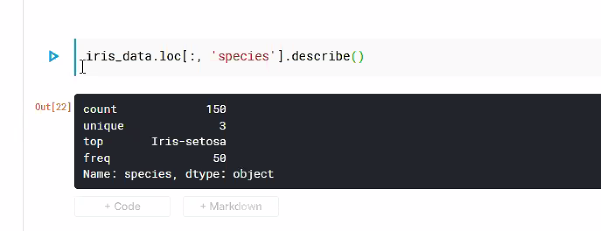 iris_data.loc[:, 'species'].describe()
Out[22]
count 150
unique 3
top Iris-setosa
freq 50
Name: species, dtype: object
+ Code + Markdown